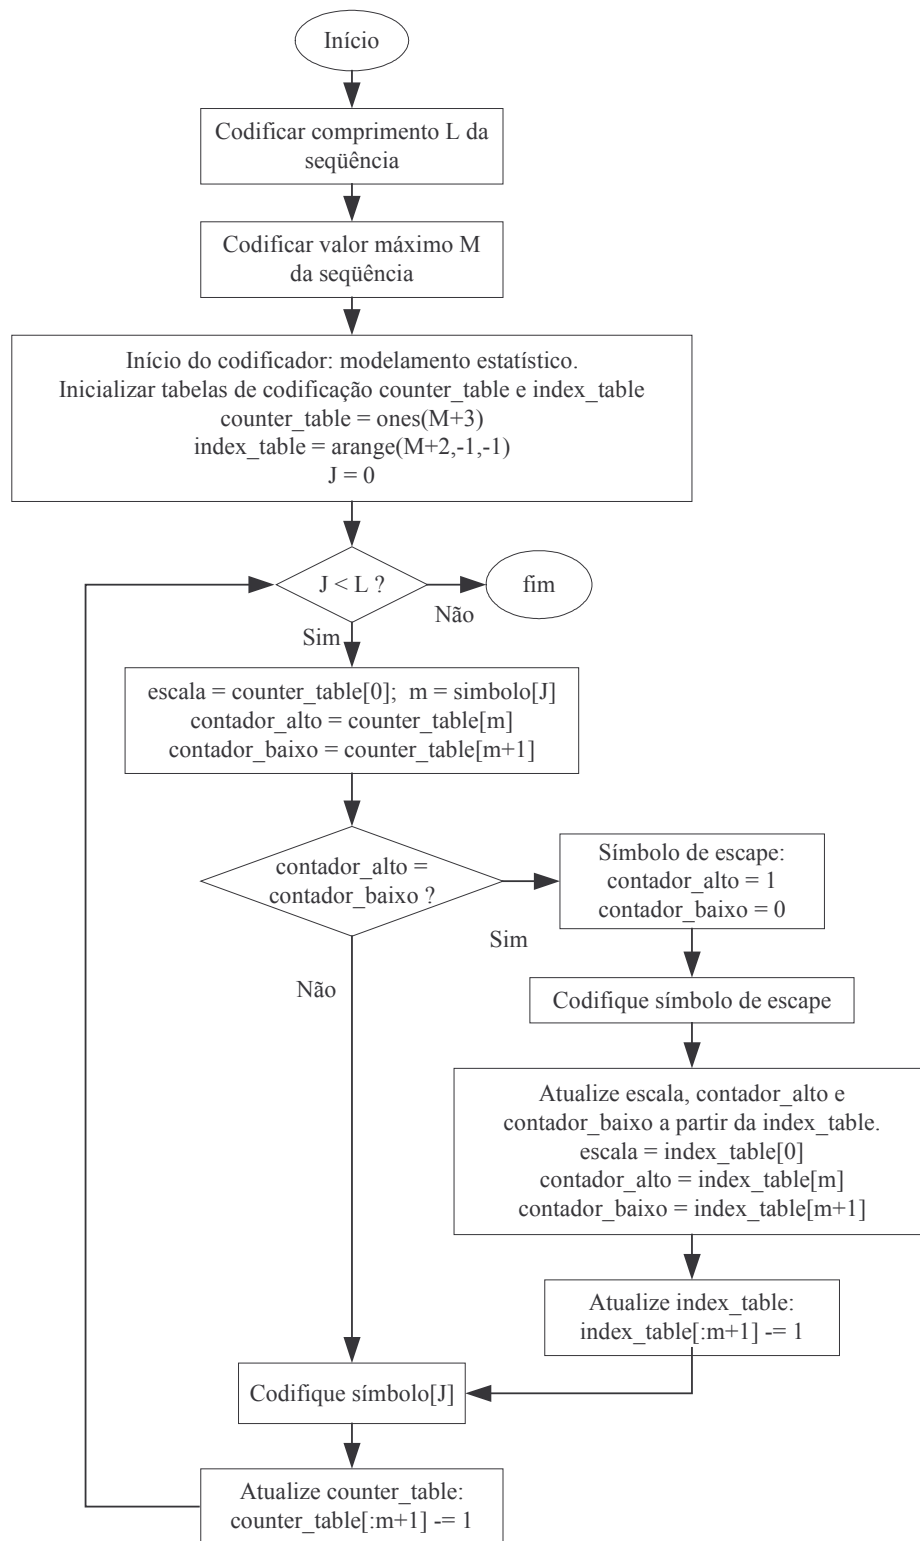 Início
Codificar comprimento L da
seqüência
Codificar valor máximo M
da seqüência
Início do codificador: modelamento estatístico.
Inicializar tabelas de codificação counter_table e index_table
counter_table = ones(M+3)
index_table = arange(M+2,-1,-1)
J = 0
J < L ?
fim
Não
Sim
escala = counter_table[0];  m = simbolo[J]
contador_alto = counter_table[m]
contador_baixo = counter_table[m+1]
contador_alto =
contador_baixo ?
Símbolo de escape:
contador_alto = 1
contador_baixo = 0
Sim
Não
Codifique símbolo de escape
Atualize escala, contador_alto e
contador_baixo a partir da index_table.
escala = index_table[0]
contador_alto = index_table[m]
contador_baixo = index_table[m+1]
Atualize index_table:
index_table[:m+1] -= 1
Codifique símbolo[J]
Atualize counter_table:
counter_table[:m+1] -= 1